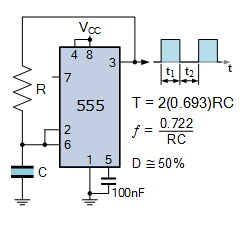 Vcc
4 8
3
7
R
555
2
6
C
1 5
100nF
t1 t2
t
T = 2(0.693)RC
f = 0.722
RC
D ≅ 50%